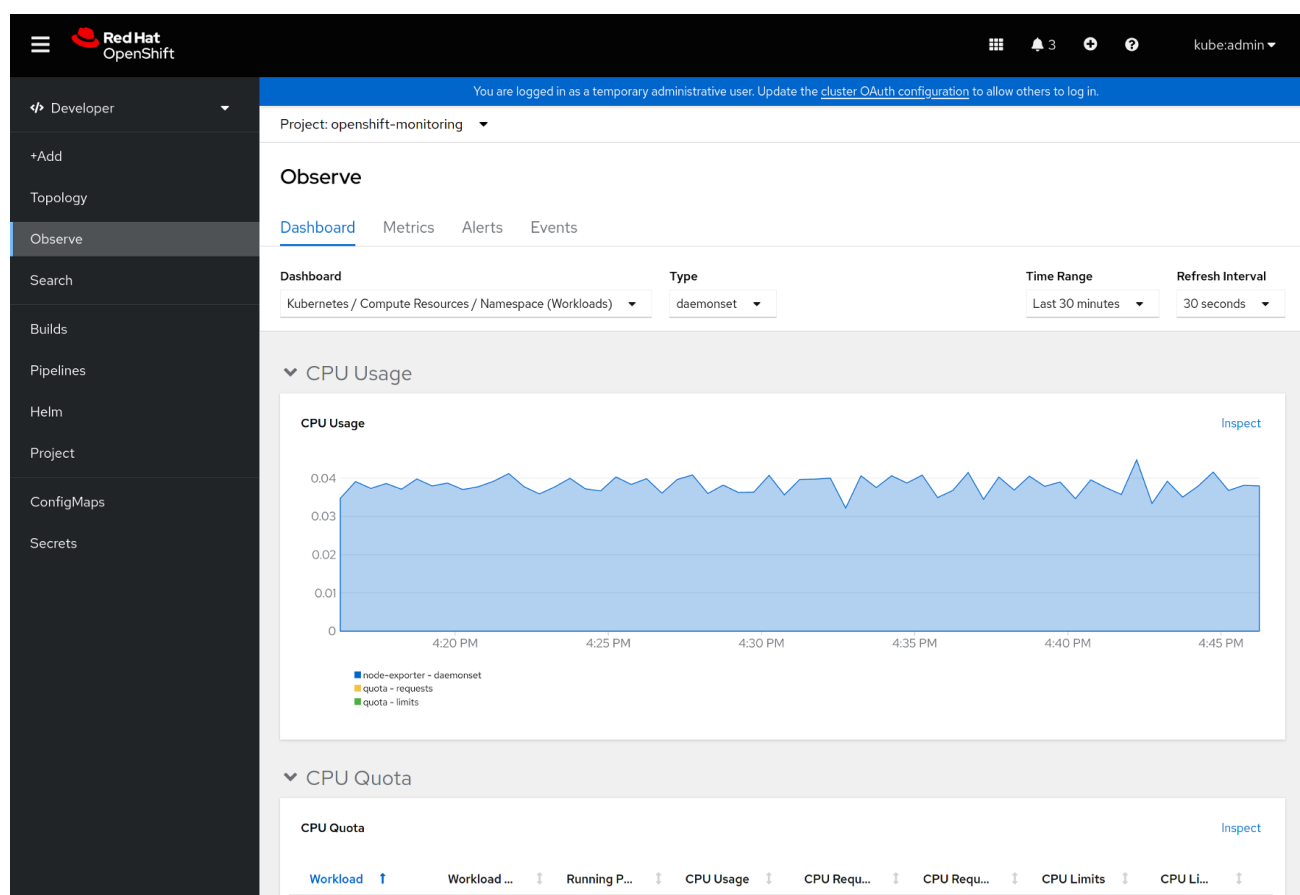 Red Hat
OpenShift
3
kube:admin
Developer
You are logged in as a temporary administrative user. Update the cluster OAuth configuration to allow others to log in.
Project: openshift-monitoring
+Add
Topology
Observe
Search
Builds
Pipelines
Helm
Project
ConfigMaps
Secrets
Observe
Dashboard Metrics Alerts Events
Dashboard Type Time Range Refresh Interval
Kubernetes / Compute Resources / Namespace (Workloads) daemonset Last 30 minutes 30 seconds
CPU Usage
CPU Usage Inspect
0.04
0.03
0.02
0.01
0
4:20 PM 4:25 PM 4:30 PM 4:35 PM 4:40 PM 4:45 PM
node-exporter - daemonset
quota - requests
quota - limits
CPU Quota
CPU Quota Inspect
Workload Workload ... Running P... CPU Usage CPU Requ... CPU Requ... CPU Limits CPU Li...